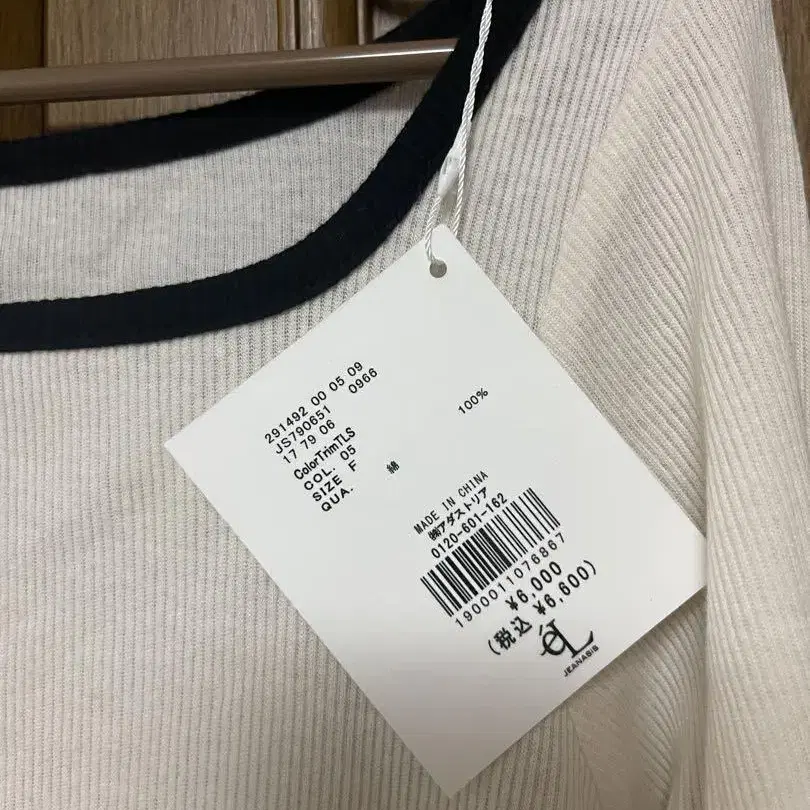 291492 00 05 09
JS790651 0966
17 79 06
ColorTrimTLS
COL. 05
SIZE F
QUA.
綿 100%
MADE IN CHINA
㈱アダストリア
0120-601-162
1900011076867
¥6,000
(税込 ¥6,600)
JEANASIS